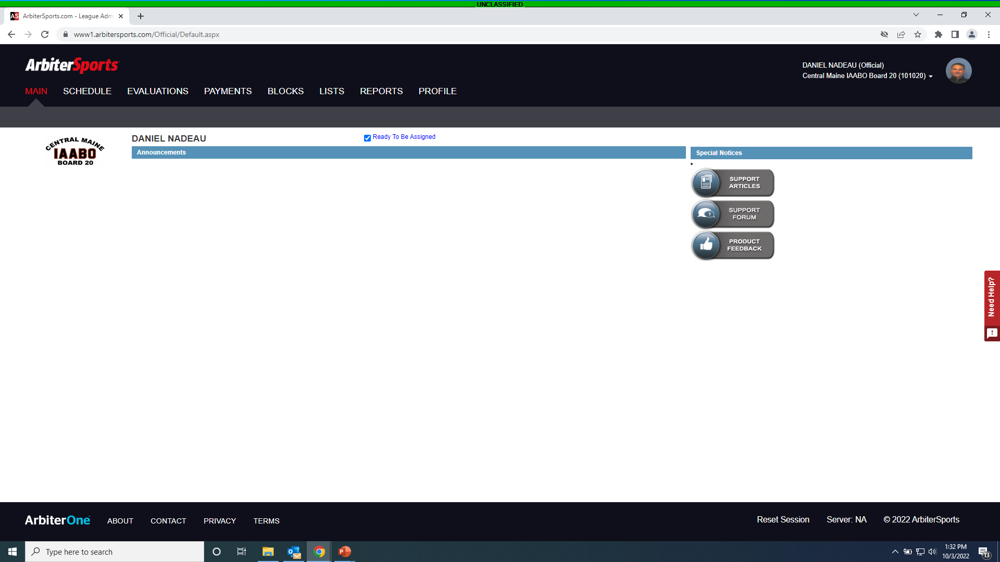 UNCLASSIFIED
AS ArbiterSports.com - League Adm
www1.arbitersports.com/Official/Default.aspx
ArbiterSports
DANIEL NADEAU (Official)
Central Maine IAABO Board 20 (101020)
MAIN SCHEDULE EVALUATIONS PAYMENTS BLOCKS LISTS REPORTS PROFILE
CENTRAL MAINE
IAABO
BOARD 20
DANIEL NADEAU
Ready To Be Assigned
Announcements
Special Notices
SUPPORT
ARTICLES
SUPPORT
FORUM
PRODUCT
FEEDBACK
Need Help?
ArbiterOne ABOUT CONTACT PRIVACY TERMS
Reset Session Server: NA © 2022 ArbiterSports
Type here to search
1:32 PM
10/3/2022
13